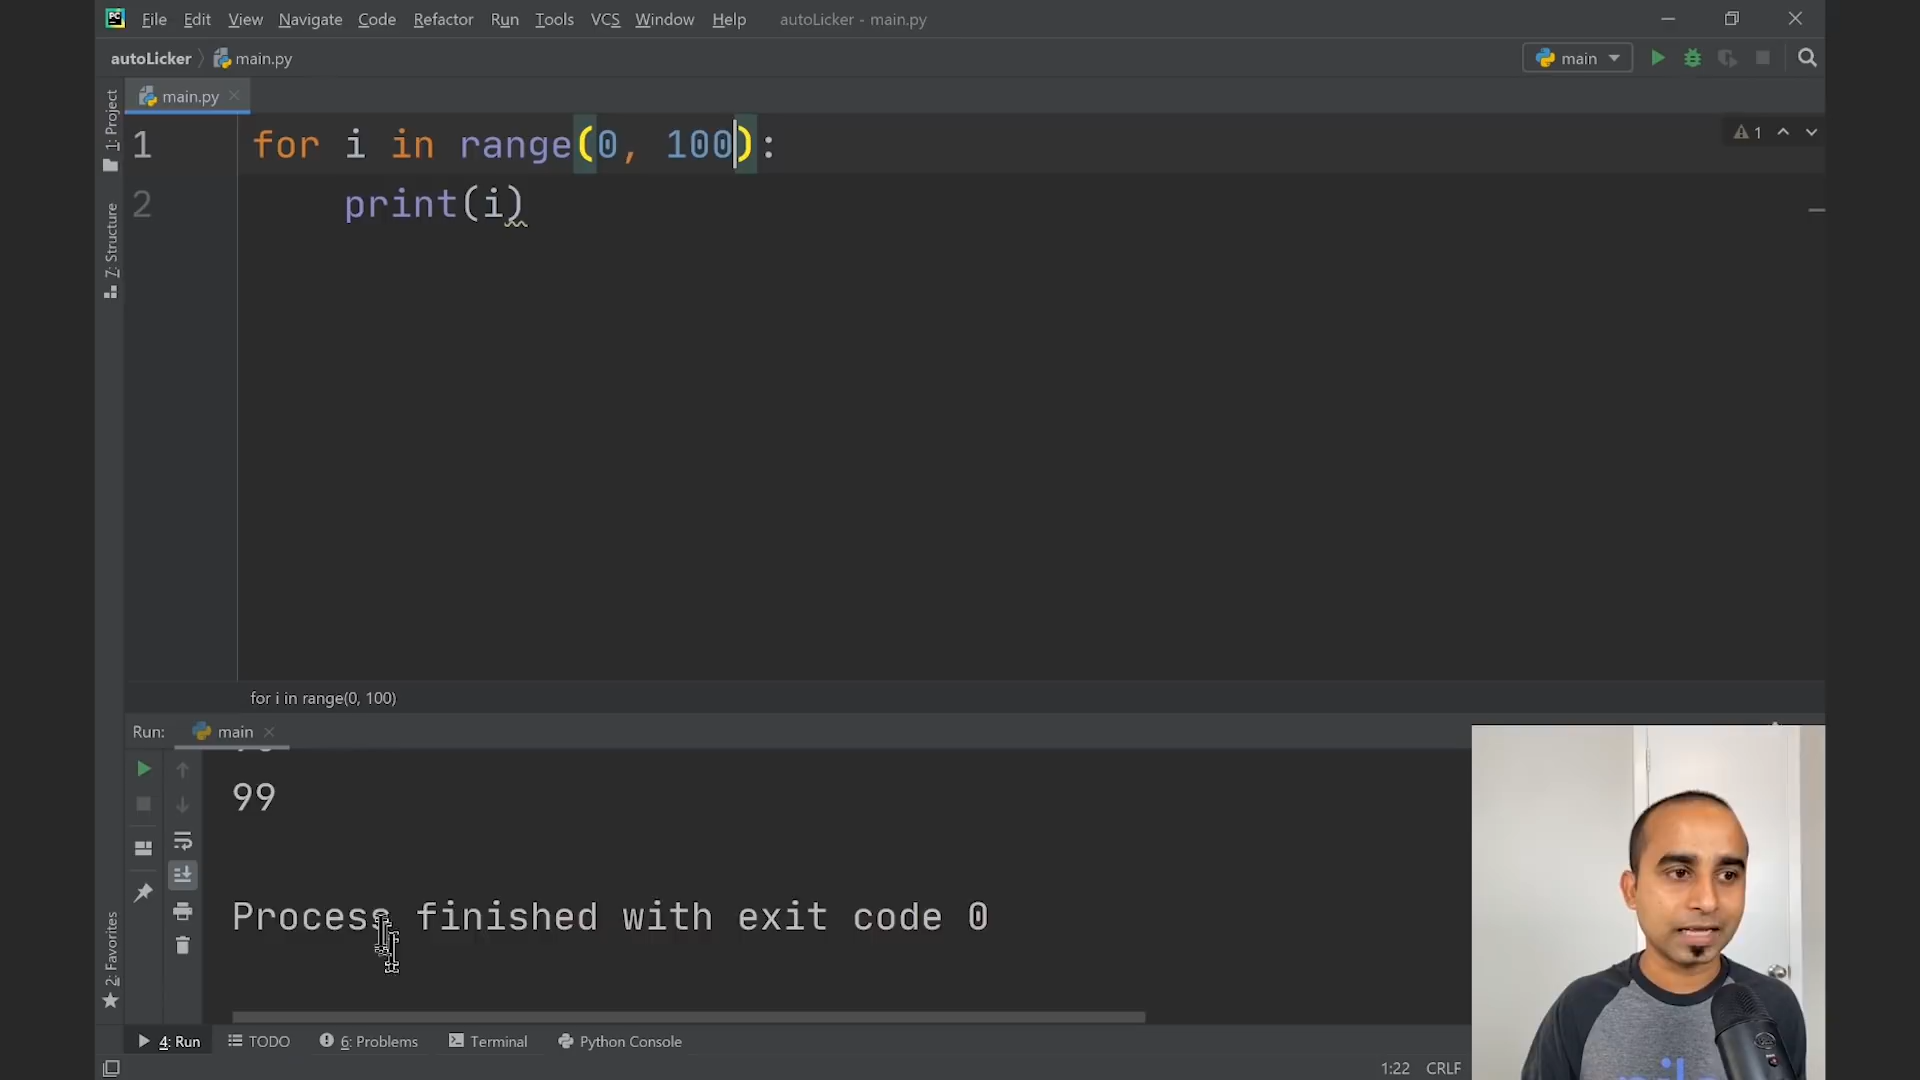 PC File Edit View Navigate Code Refactor Run Tools VCS Window Help autoLicker - main.py
autoLicker main.py main
1: Project
main.py
1 for i in range(0, 100):
1
2 print(i)
7: Structure
for i in range(0, 100)
Run: main
99
Process finished with exit code 0
2: Favorites
4: Run TODO 6: Problems Terminal Python Console
1:22 CRLF